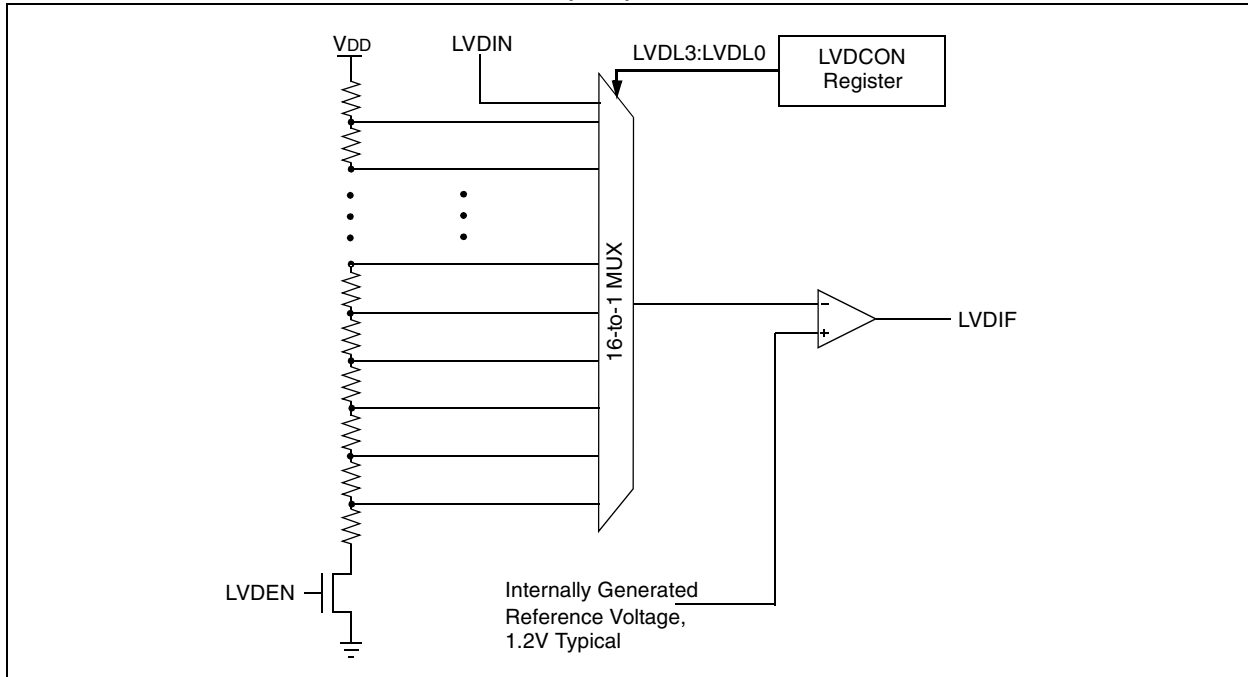 VDD
LVDIN
LVDL3:LVDL0
LVDCON
Register
16-to-1 MUX
–
+
LVDIF
LVDEN
Internally Generated
Reference Voltage,
1.2V Typical